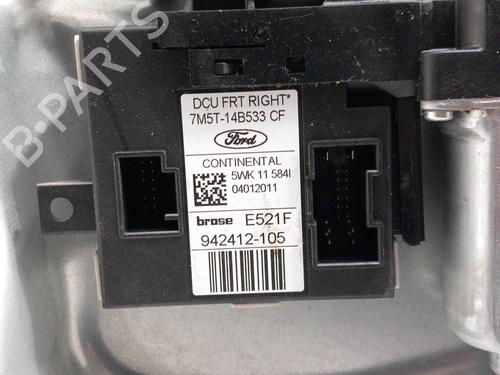 B-PARTS
DCU FRT RIGHT*
7M5T-14B533 CF
Ford
CONTINENTAL
5WK 11 584I
04012011
brose E521F
942412-105